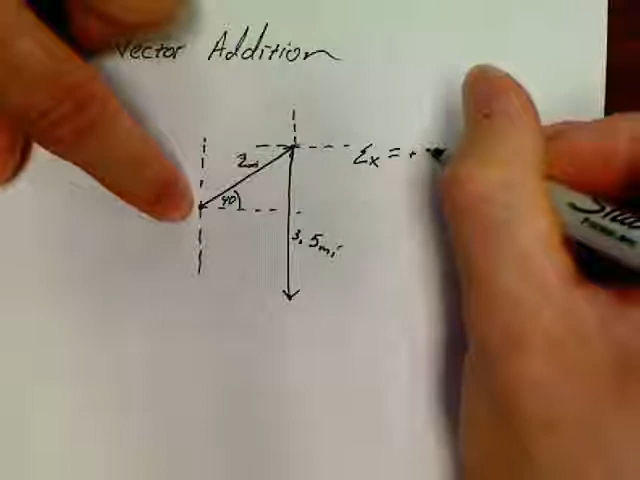 Vector Addition
Σx = +
2mi
40
3.5mi